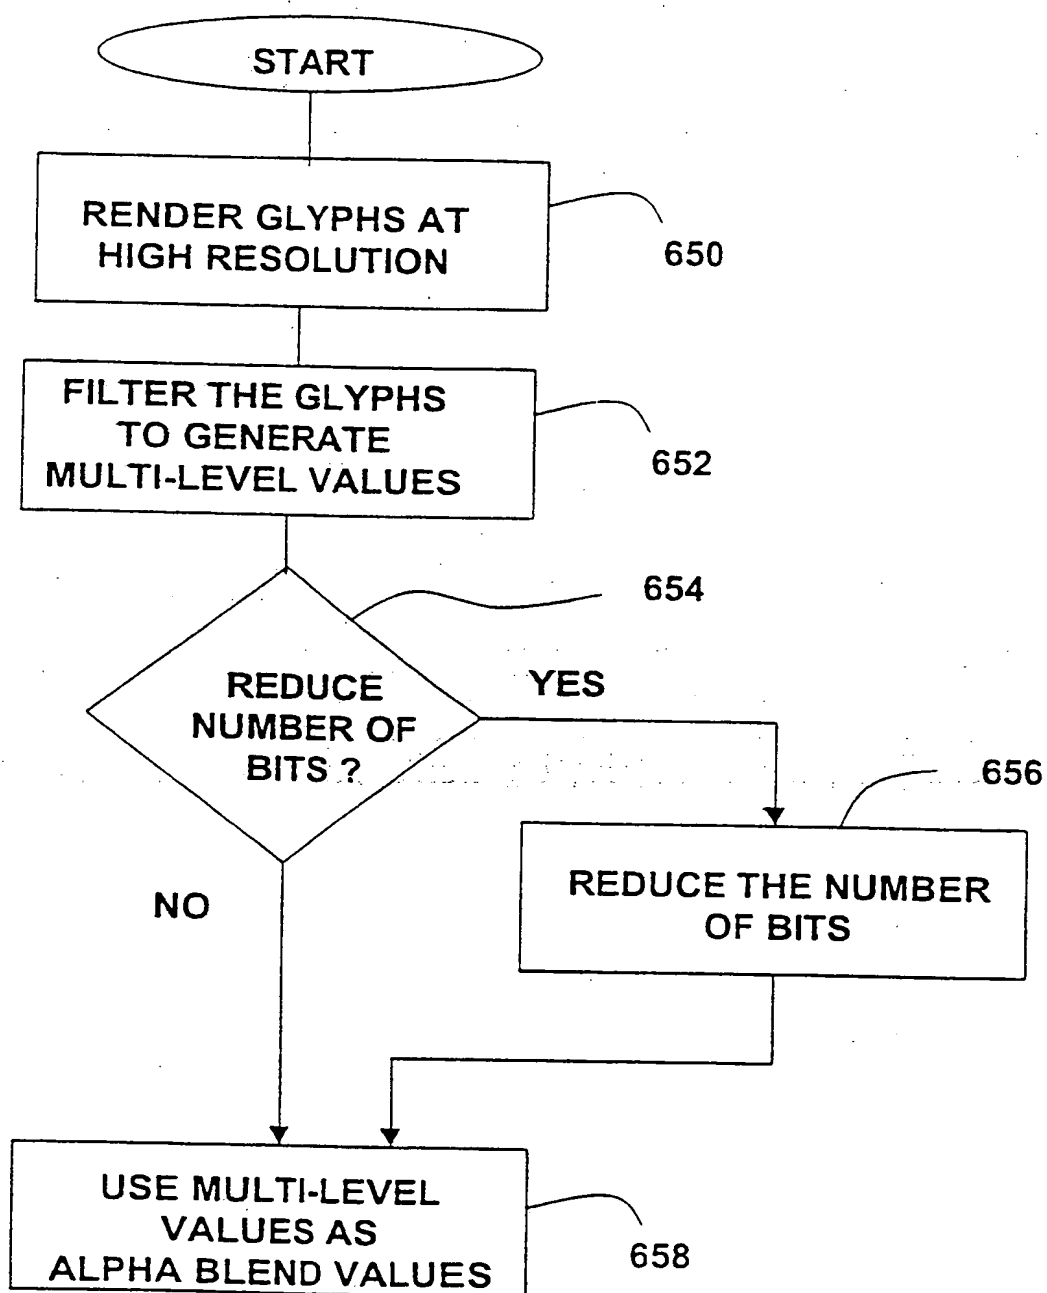 START
RENDER GLYPHS AT
HIGH RESOLUTION
650
FILTER THE GLYPHS
TO GENERATE
MULTI-LEVEL VALUES
652
654
REDUCE
NUMBER OF
BITS ?
YES
656
REDUCE THE NUMBER
OF BITS
NO
USE MULTI-LEVEL
VALUES AS
ALPHA BLEND VALUES
658